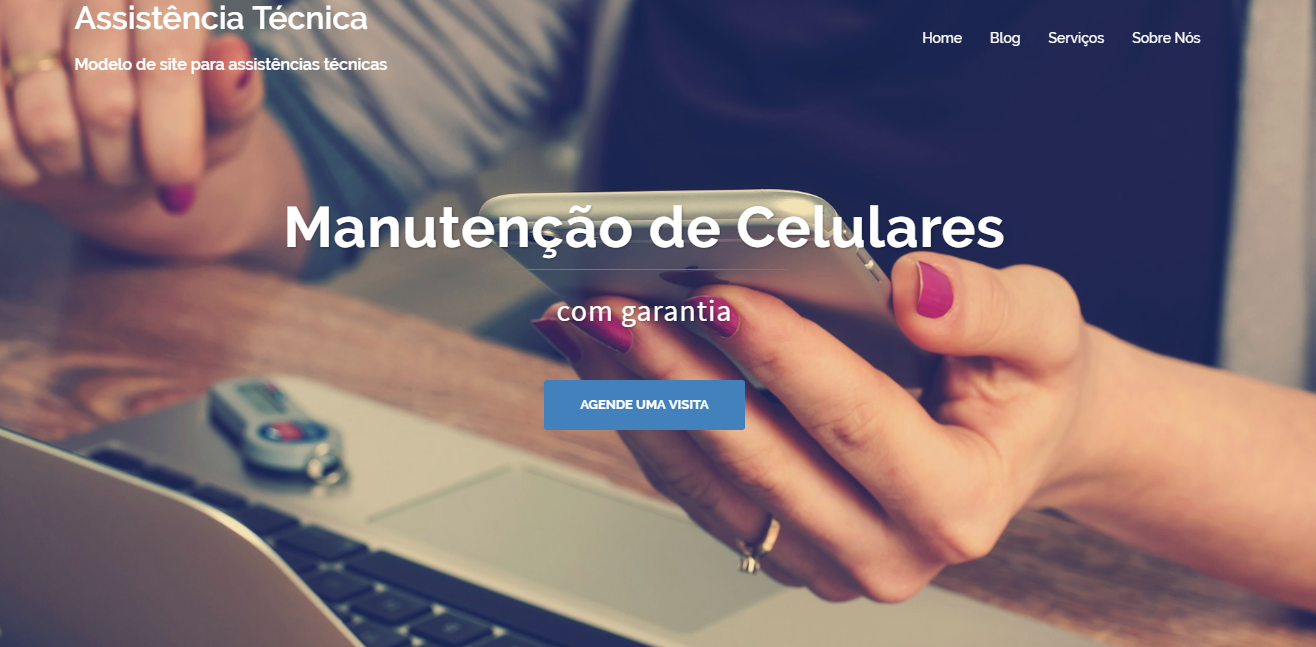 Assistência Técnica
Home Blog Serviços Sobre Nós
Modelo de site para assistências técnicas
Manutenção de Celulares
com garantia
AGENDE UMA VISITA